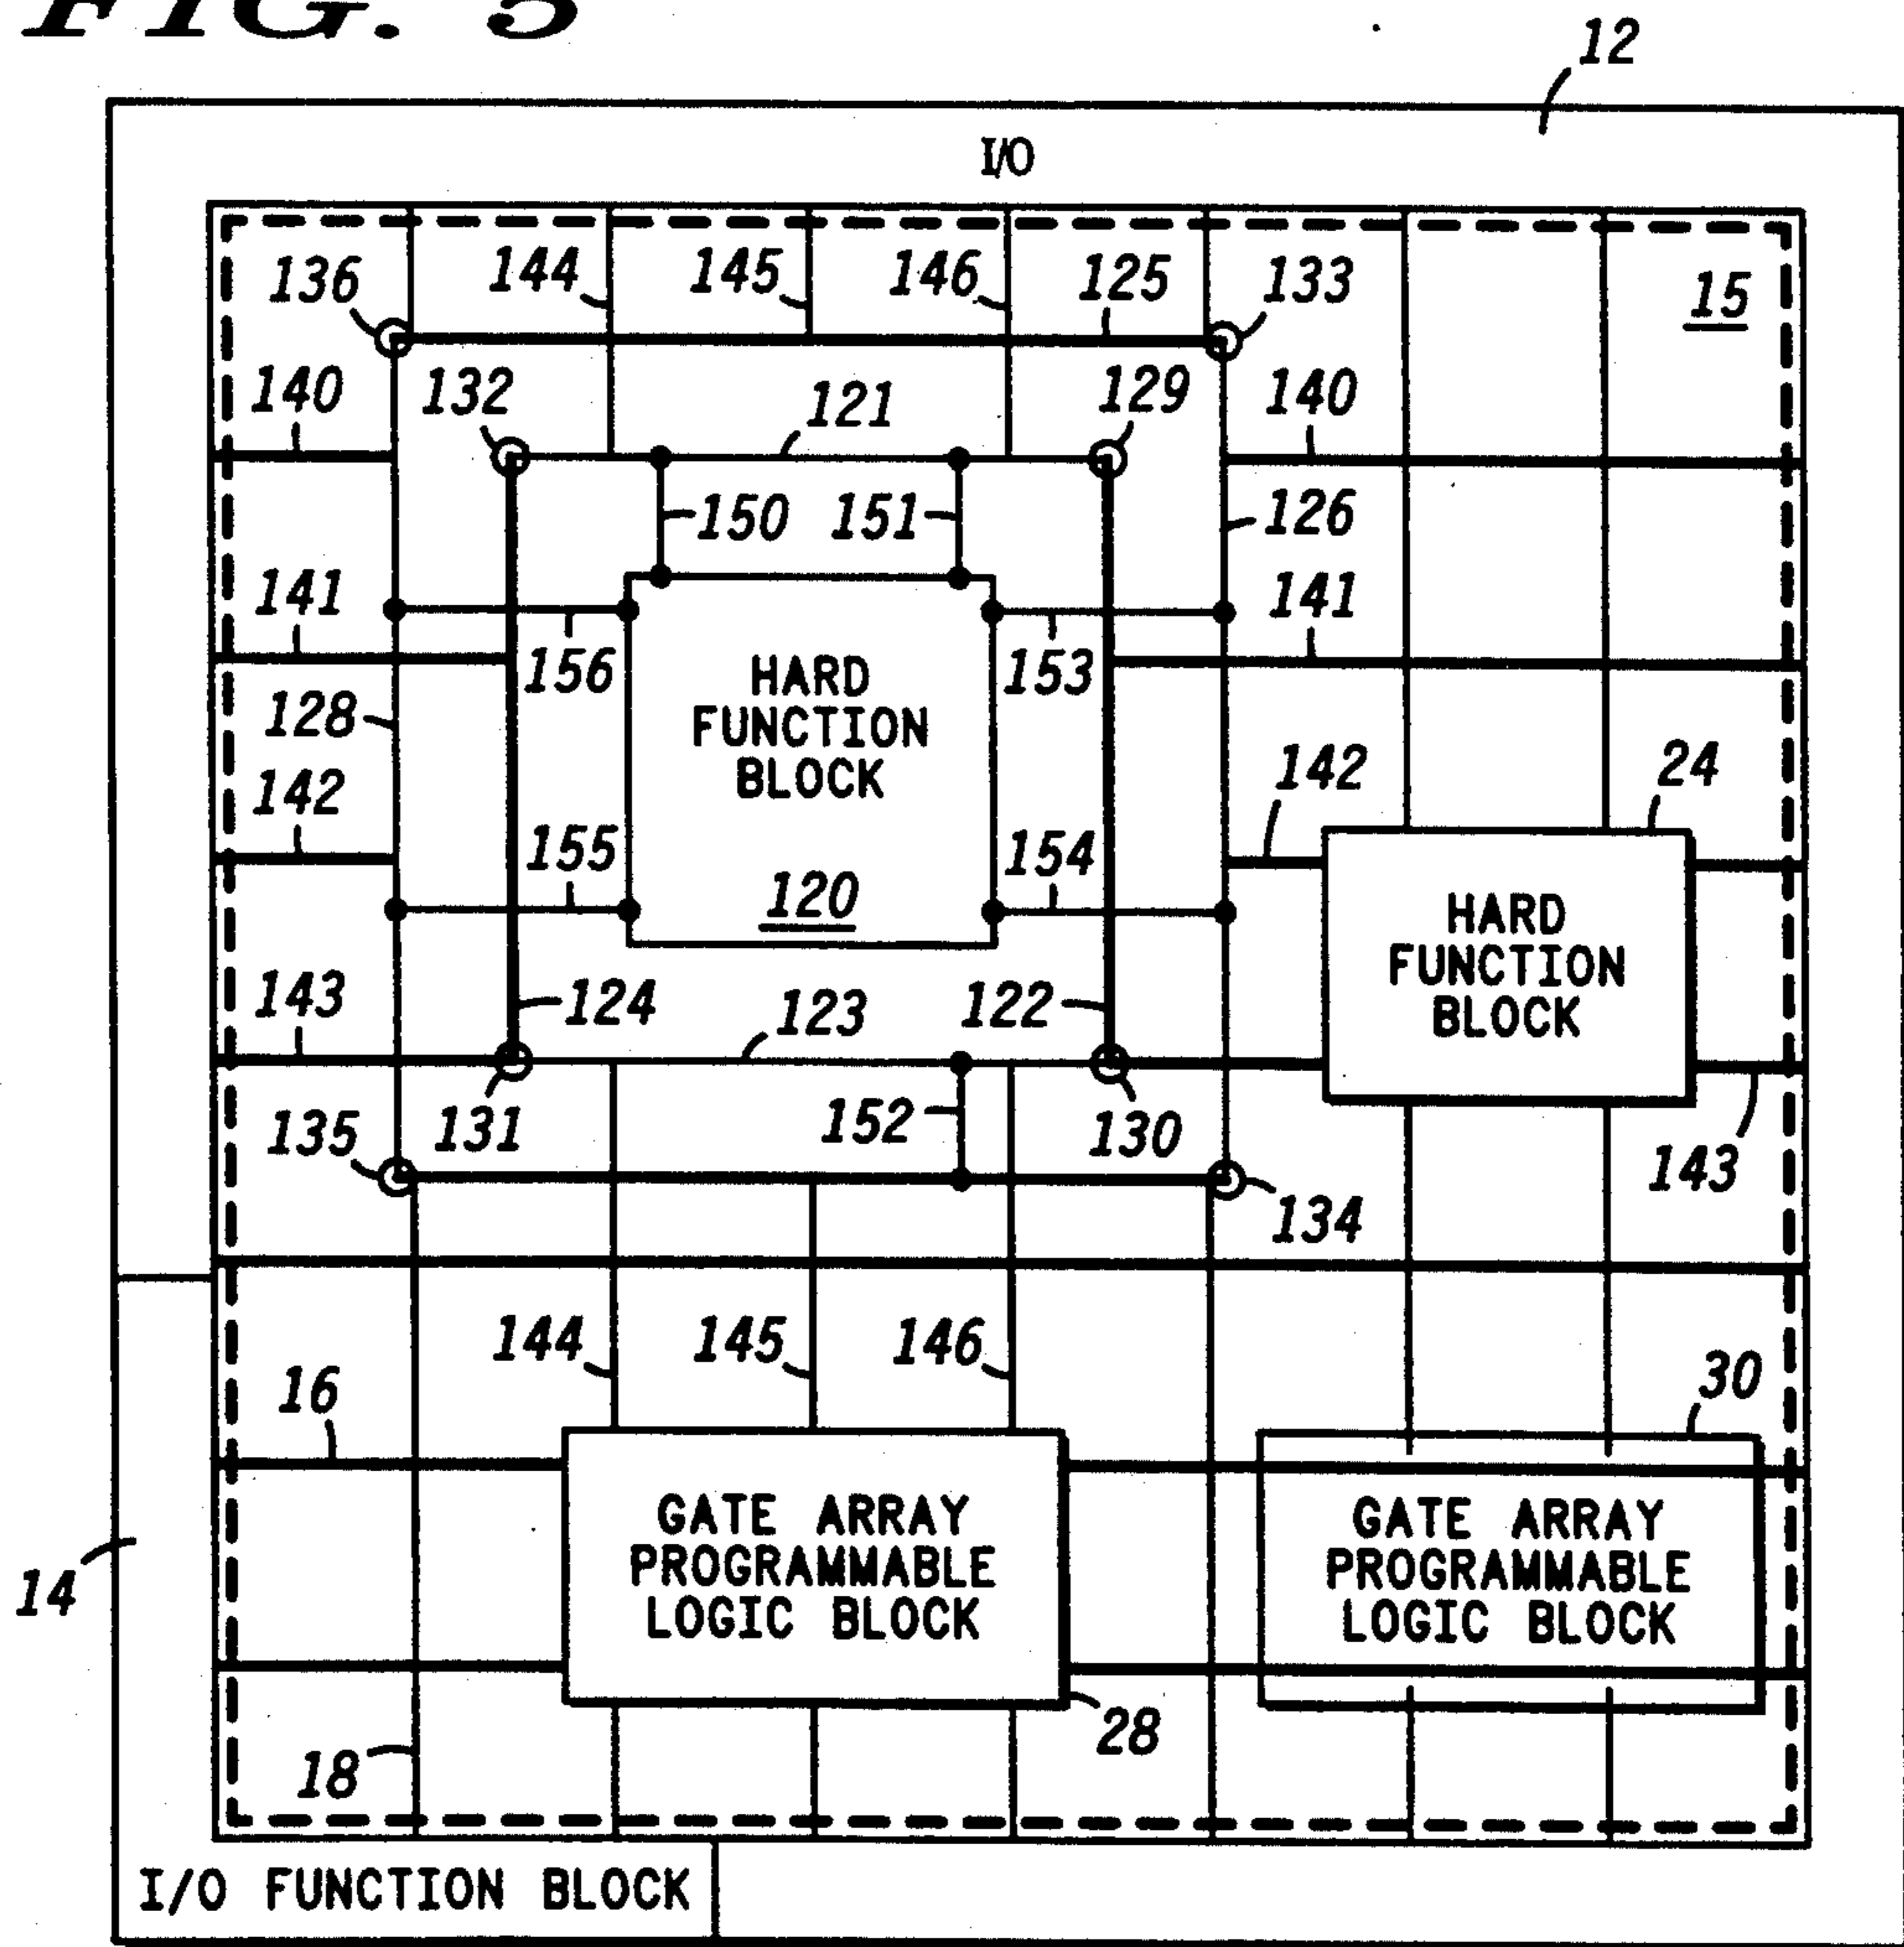 FIG. 5
12
I/O
136 144 145 146 125 133 15
140 132 121 129 140
150 151 126
141 156 153 141
HARD
FUNCTION
BLOCK
128 142 24
142 155 154
120
HARD
FUNCTION
BLOCK
143 124 123 122
135 131 152 130 143
134
144 145 146
16 30
GATE ARRAY
PROGRAMMABLE
LOGIC BLOCK
GATE ARRAY
PROGRAMMABLE
LOGIC BLOCK
14
28
18
I/O FUNCTION BLOCK